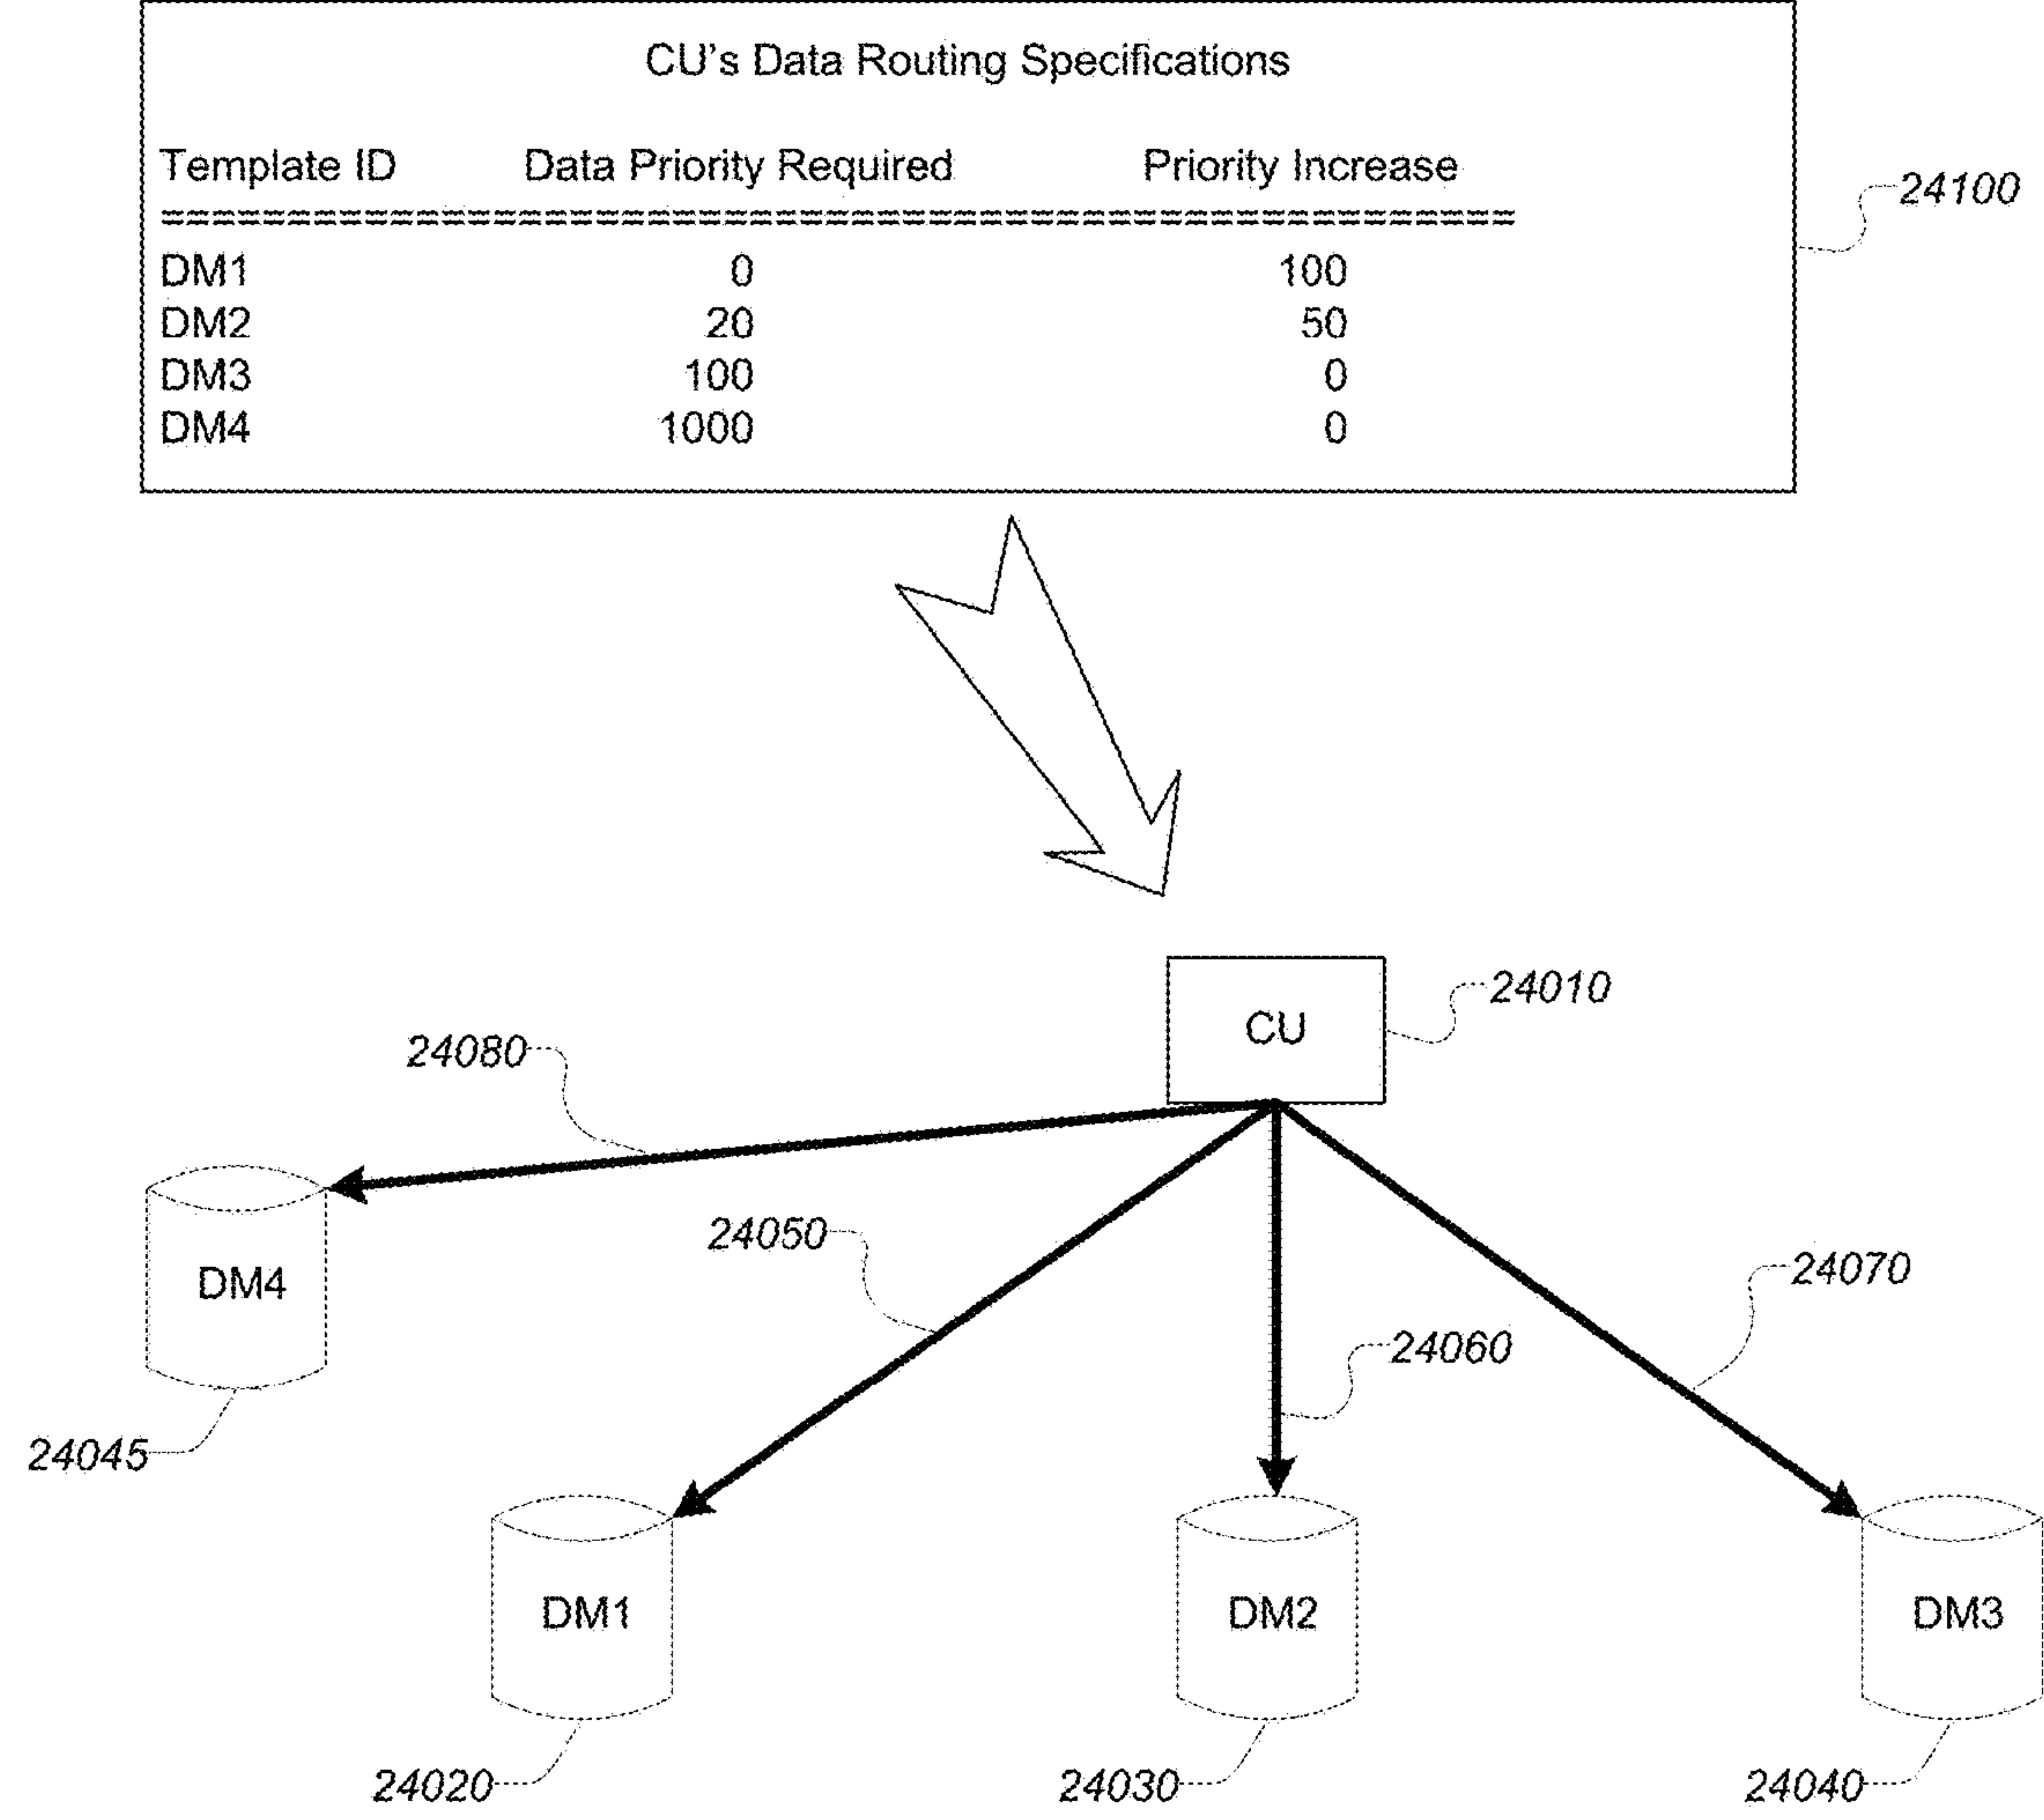 CU's Data Routing Specifications
Template ID Data Priority Required Priority Increase
=====================================================
DM1 0 100
DM2 20 50
DM3 100 0
DM4 1000 0
24100
CU
24010
24080
24050
24060
24070
DM4
24045
DM1
DM2
DM3
24020
24030
24040